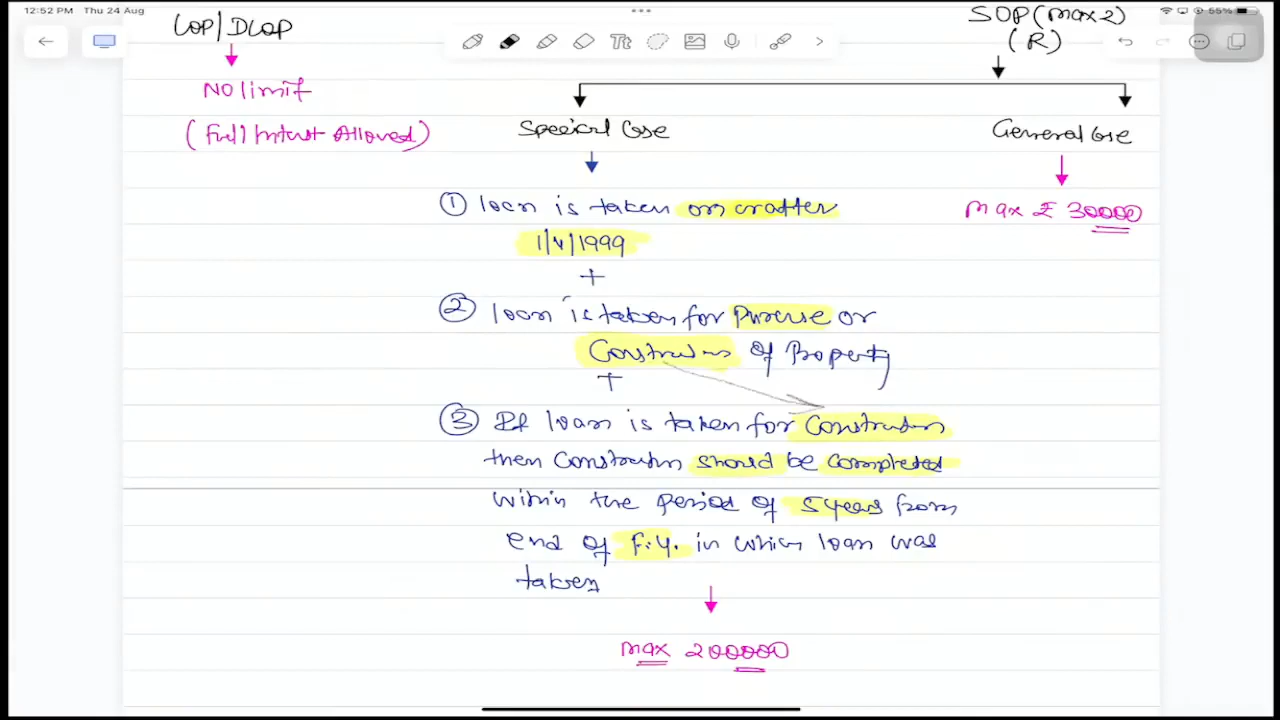 12:52 PM Thu 24 Aug
55%
LOP/DLOP
SOP (Max 2)
(R)
No limit
(Full Interest Allowed)
Special Case
General Case
Max ₹ 30000
① loan is taken on or after
1/4/1999
+
② loan is taken for Purchase or
Construction of Property
+
③ If loan is taken for Construction
then Construction should be completed
within the period of 5 years from
end of F.Y. in which loan was
taken
Max 200000